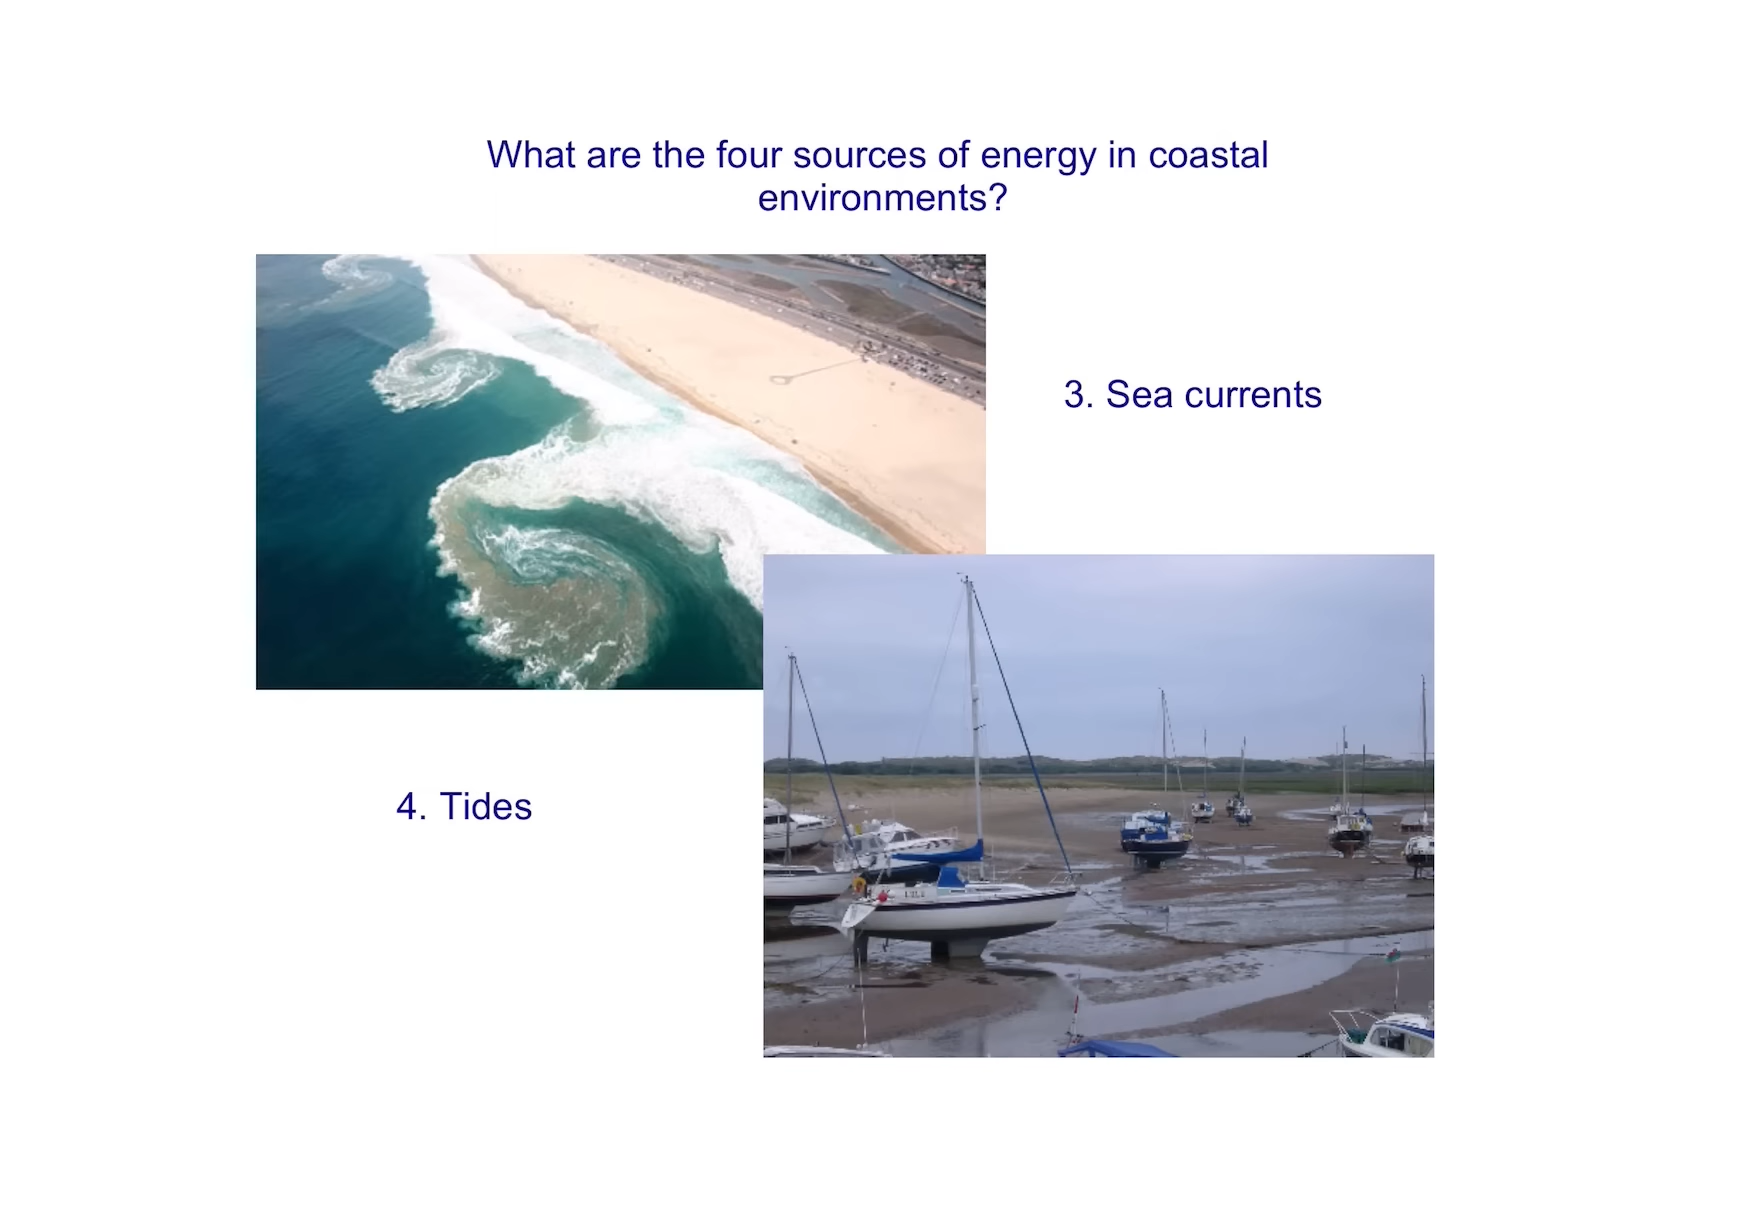 What are the four sources of energy in coastal
environments?
3. Sea currents
4. Tides